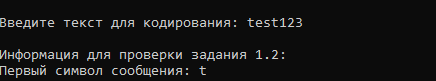 Введите текст для кодирования: test123
Информация для проверки задания 1.2:
Первый символ сообщения: t